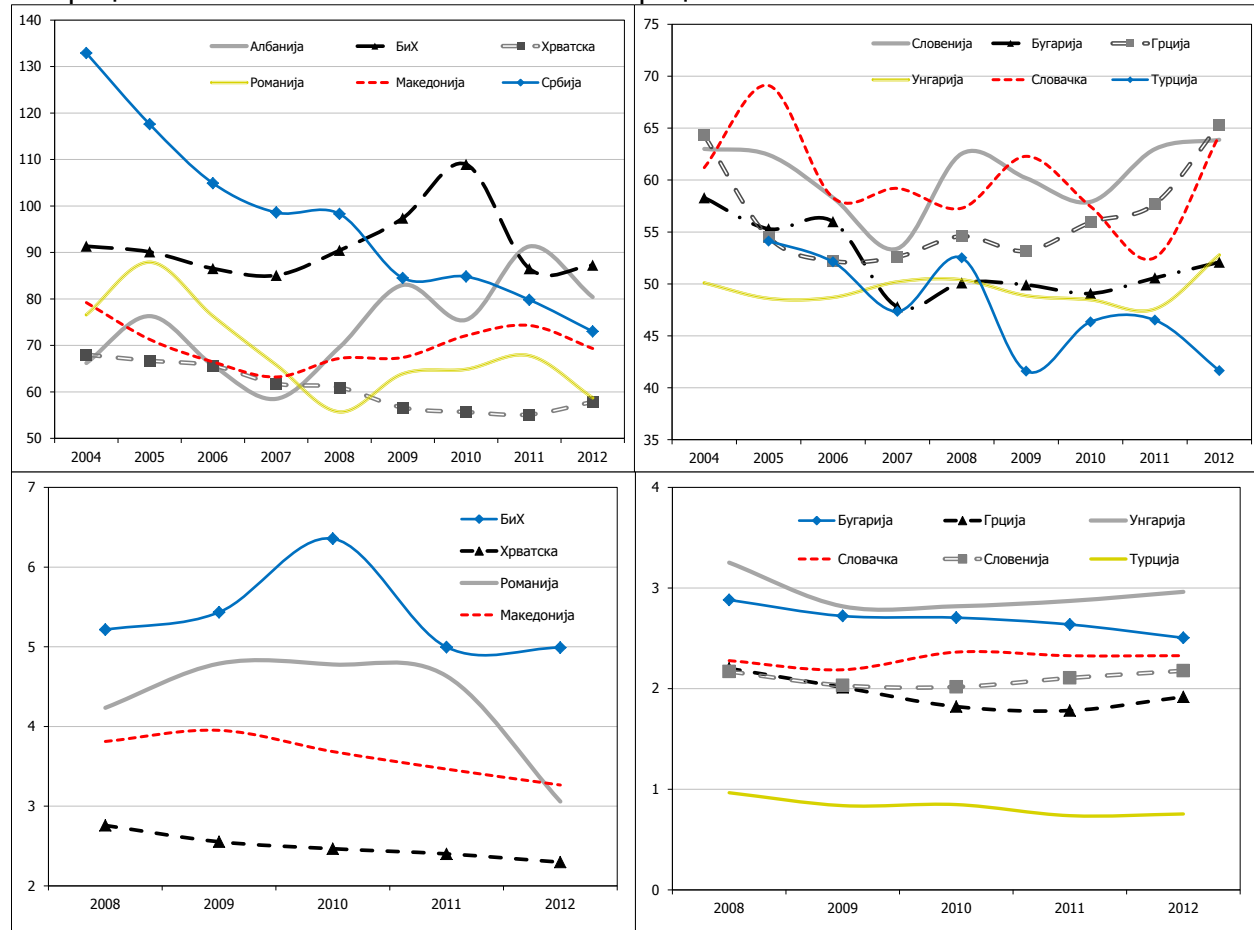 140
130
120
110
100
90
80
70
60
50
Албанија БиХ Хрватска
Романија Македонија Србија
2004 2005 2006 2007 2008 2009 2010 2011 2012
75
70
65
60
55
50
45
40
35
Словенија Бугарија Грција
Унгарија Словачка Турција
2004 2005 2006 2007 2008 2009 2010 2011 2012
7
6
5
4
3
2
БиХ
Хрватска
Романија
Македонија
2008 2009 2010 2011 2012
4
3
2
1
0
Бугарија Грција Унгарија
Словачка Словенија Турција
2008 2009 2010 2011 2012